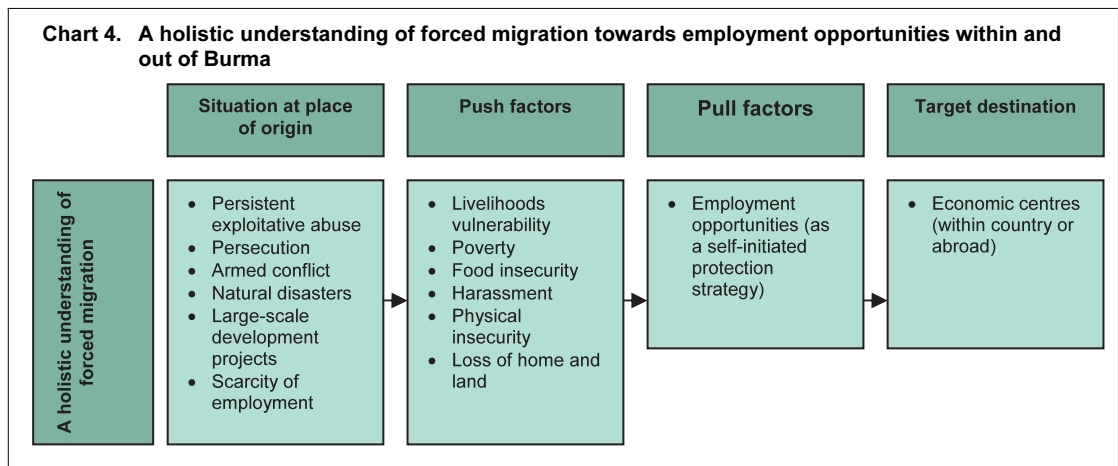 Chart 4. A holistic understanding of forced migration towards employment opportunities within and
out of Burma
Situation at place
of origin
Push factors
Pull factors
Target destination
A holistic understanding of
forced migration
• Persistent
exploitative abuse
• Persecution
• Armed conflict
• Natural disasters
• Large-scale
development
projects
• Scarcity of
employment
• Livelihoods
vulnerability
• Poverty
• Food insecurity
• Harassment
• Physical
insecurity
• Loss of home and
land
• Employment
opportunities (as
a self-initiated
protection
strategy)
• Economic centres
(within country or
abroad)